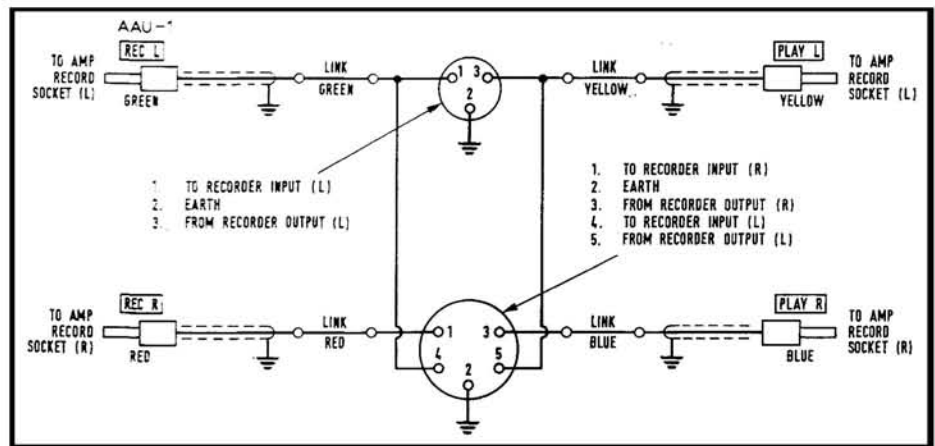 AAU-1
REC L
TO AMP
RECORD
SOCKET (L)
GREEN
LINK
GREEN
1 3
2
LINK
YELLOW
PLAY L
YELLOW
TO AMP
RECORD
SOCKET (L)
1. TO RECORDER INPUT (L)
2. EARTH
3. FROM RECORDER OUTPUT (L)
1. TO RECORDER INPUT (R)
2. EARTH
3. FROM RECORDER OUTPUT (R)
4. TO RECORDER INPUT (L)
5. FROM RECORDER OUTPUT (L)
REC R
TO AMP
RECORD
SOCKET (R)
RED
LINK
RED
1 3
4 5
2
LINK
BLUE
PLAY R
BLUE
TO AMP
RECORD
SOCKET (R)